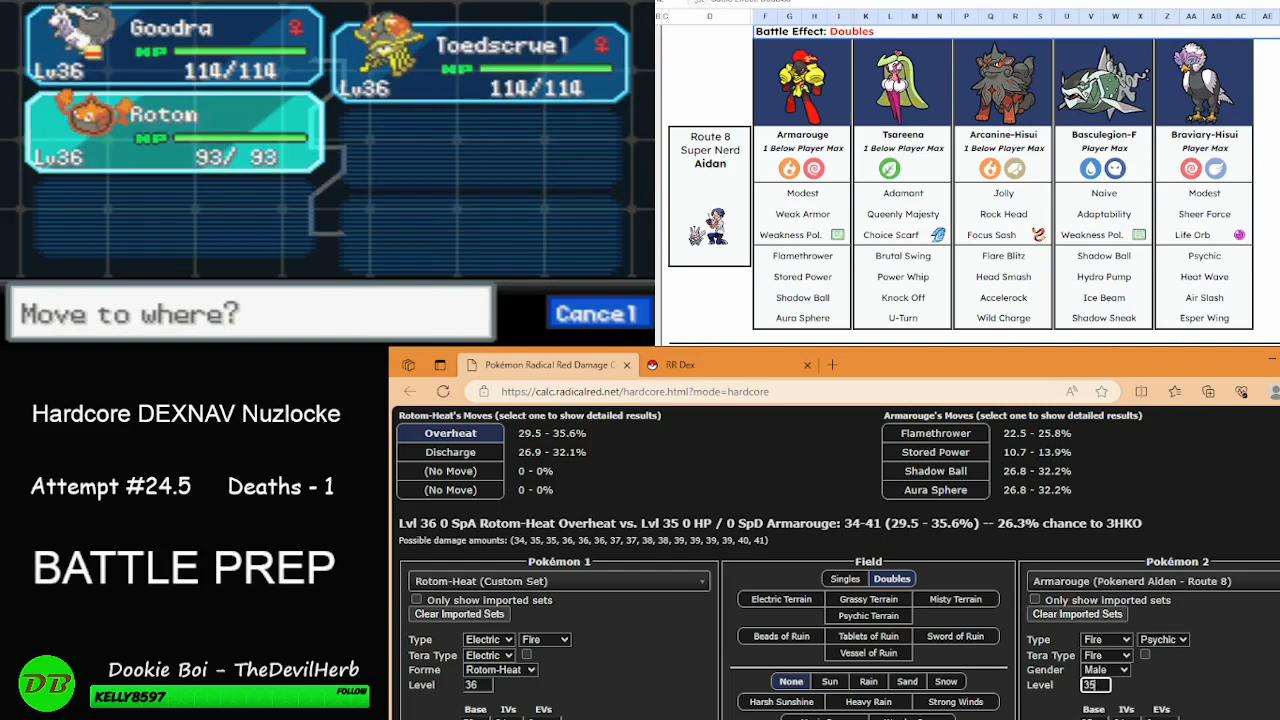 Goodra ♀
HP
Lv36 114/114
Rotom
HP
Lv36 93/ 93
Toedscruel ♀
HP
Lv36 114/114
Move to where?
Cancel
D F G H I J K L M N O P Q R S T U V W X Y Z AA AB AC AE
Battle Effect: Doubles
Route 8
Super Nerd
Aidan
Armarouge Tsareena Arcanine-Hisui Basculegion-F Braviary-Hisui
1 Below Player Max 1 Below Player Max 1 Below Player Max Player Max Player Max
Modest Adamant Jolly Naive Modest
Weak Armor Queenly Majesty Rock Head Adaptability Sheer Force
Weakness Pol. Choice Scarf Focus Sash Weakness Pol. Life Orb
Flamethrower Brutal Swing Flare Blitz Shadow Ball Psychic
Stored Power Power Whip Head Smash Hydro Pump Heat Wave
Shadow Ball Knock Off Accelerock Ice Beam Air Slash
Aura Sphere U-Turn Wild Charge Shadow Sneak Esper Wing
Hardcore DEXNAV Nuzlocke
Attempt #24.5 Deaths - 1
BATTLE PREP
DB
Dookie Boi - TheDevilHerb
KELLY8597 FOLLOW
Pokémon Radical Red Damage C
RR Dex
https://calc.radicalred.net/hardcore.html?mode=hardcore
Rotom-Heat's Moves (select one to show detailed results)
Overheat 29.5 - 35.6%
Discharge 26.9 - 32.1%
(No Move) 0 - 0%
(No Move) 0 - 0%
Armarouge's Moves (select one to show detailed results)
Flamethrower 22.5 - 25.8%
Stored Power 10.7 - 13.9%
Shadow Ball 26.8 - 32.2%
Aura Sphere 26.8 - 32.2%
Lvl 36 0 SpA Rotom-Heat Overheat vs. Lvl 35 0 HP / 0 SpD Armarouge: 34-41 (29.5 - 35.6%) -- 26.3% chance to 3HKO
Possible damage amounts: (34, 35, 35, 36, 36, 36, 37, 37, 38, 38, 39, 39, 39, 39, 40, 41)
Pokémon 1
Rotom-Heat (Custom Set)
Only show imported sets
Clear Imported Sets
Type Electric Fire
Tera Type Electric
Forme Rotom-Heat
Level 36
Base IVs EVs
Field
Singles Doubles
Electric Terrain Grassy Terrain Misty Terrain
Psychic Terrain
Beads of Ruin Tablets of Ruin Sword of Ruin
Vessel of Ruin
None Sun Rain Sand Snow
Harsh Sunshine Heavy Rain Strong Winds
Pokémon 2
Armarouge (Pokenerd Aiden - Route 8)
Only show imported sets
Clear Imported Sets
Type Fire Psychic
Tera Type Fire
Gender Male
Level 35
Base IVs EVs